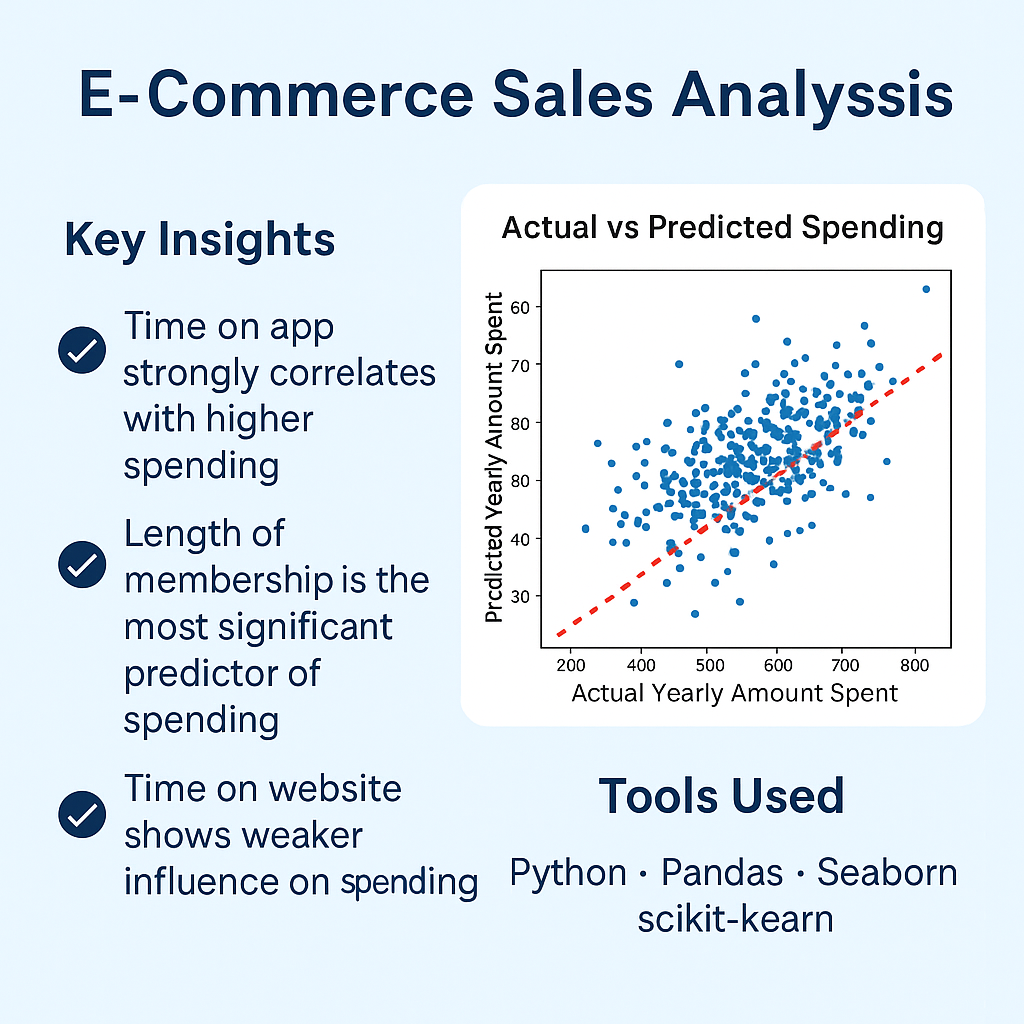 E-Commerce Sales Analyssis
Key Insights
Time on app
strongly correlates
with higher
spending
Length of
membership is the
most significant
predictor of
spending
Time on website
shows weaker
influence on spending
Actual vs Predicted Spending
Prcdlcted Yearly Aınount Spent
60
70
80
80
40
30
200 400 500 600 700 800
Actual Yearly Amount Spent
Tools Used
Python · Pandas · Seaborn
scikit-kearn